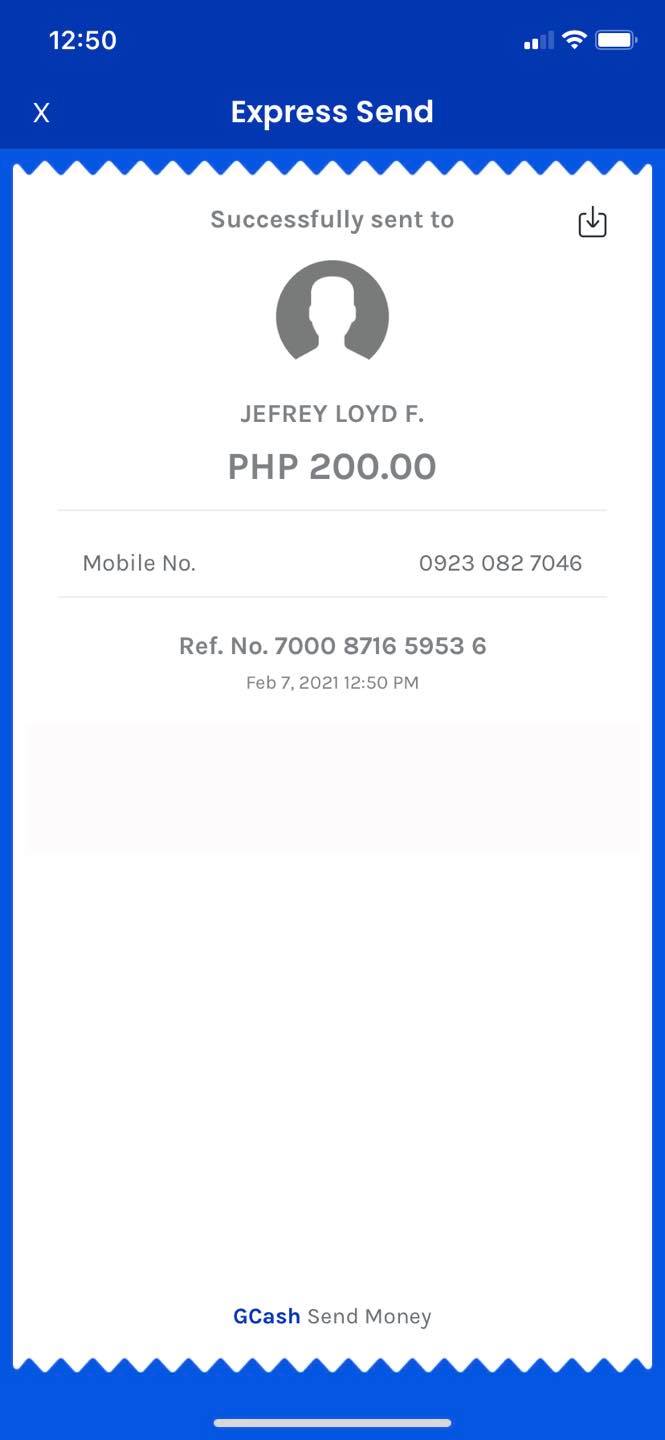 12:50
X
Express Send
Successfully sent to
JEFREY LOYD F.
PHP 200.00
Mobile No. 0923 082 7046
Ref. No. 7000 8716 5953 6
Feb 7, 2021 12:50 PM
GCash Send Money